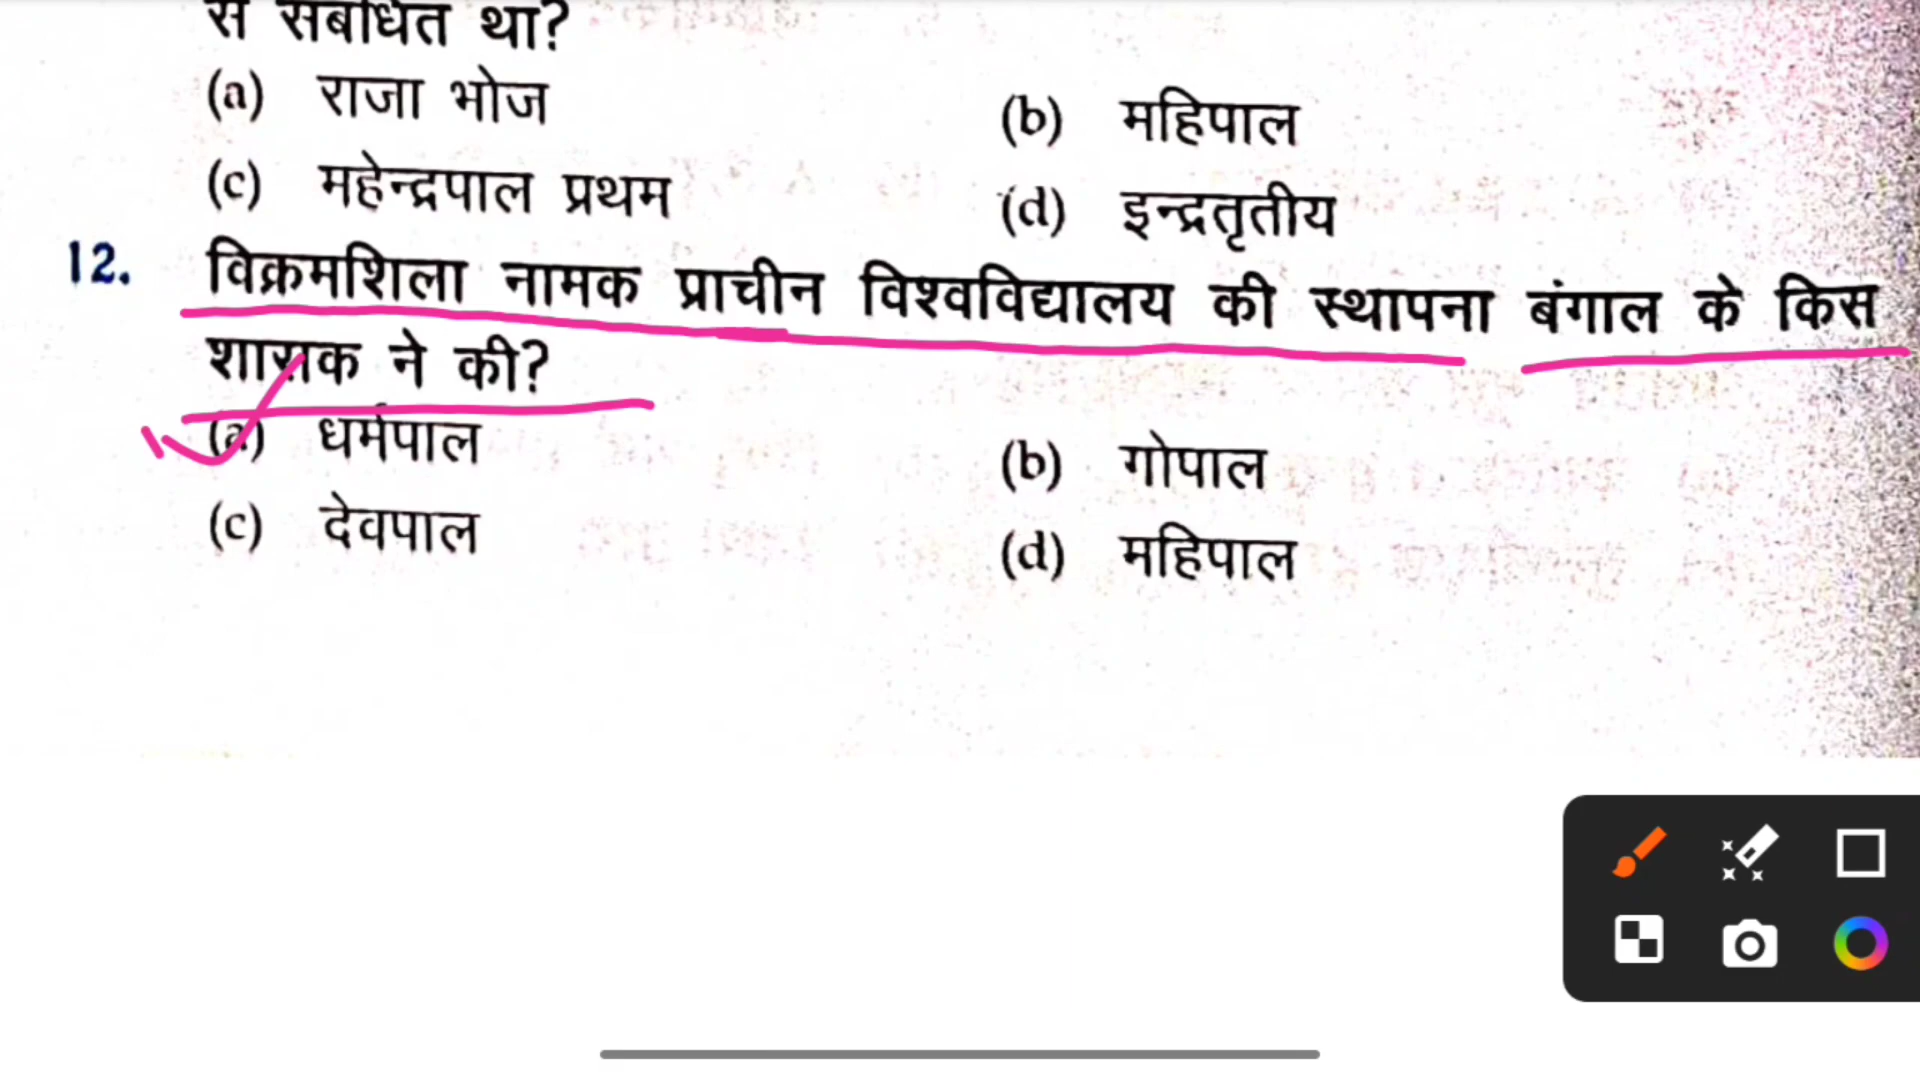 से संबंधित था?
(a) राजा भोज
(b) महिपाल
(c) महेन्द्रपाल प्रथम
(d) इन्द्रतृतीय
12. विक्रमशिला नामक प्राचीन विश्वविद्यालय की स्थापना बंगाल के किस
शासक ने की?
(a) धर्मपाल
(b) गोपाल
(c) देवपाल
(d) महिपाल